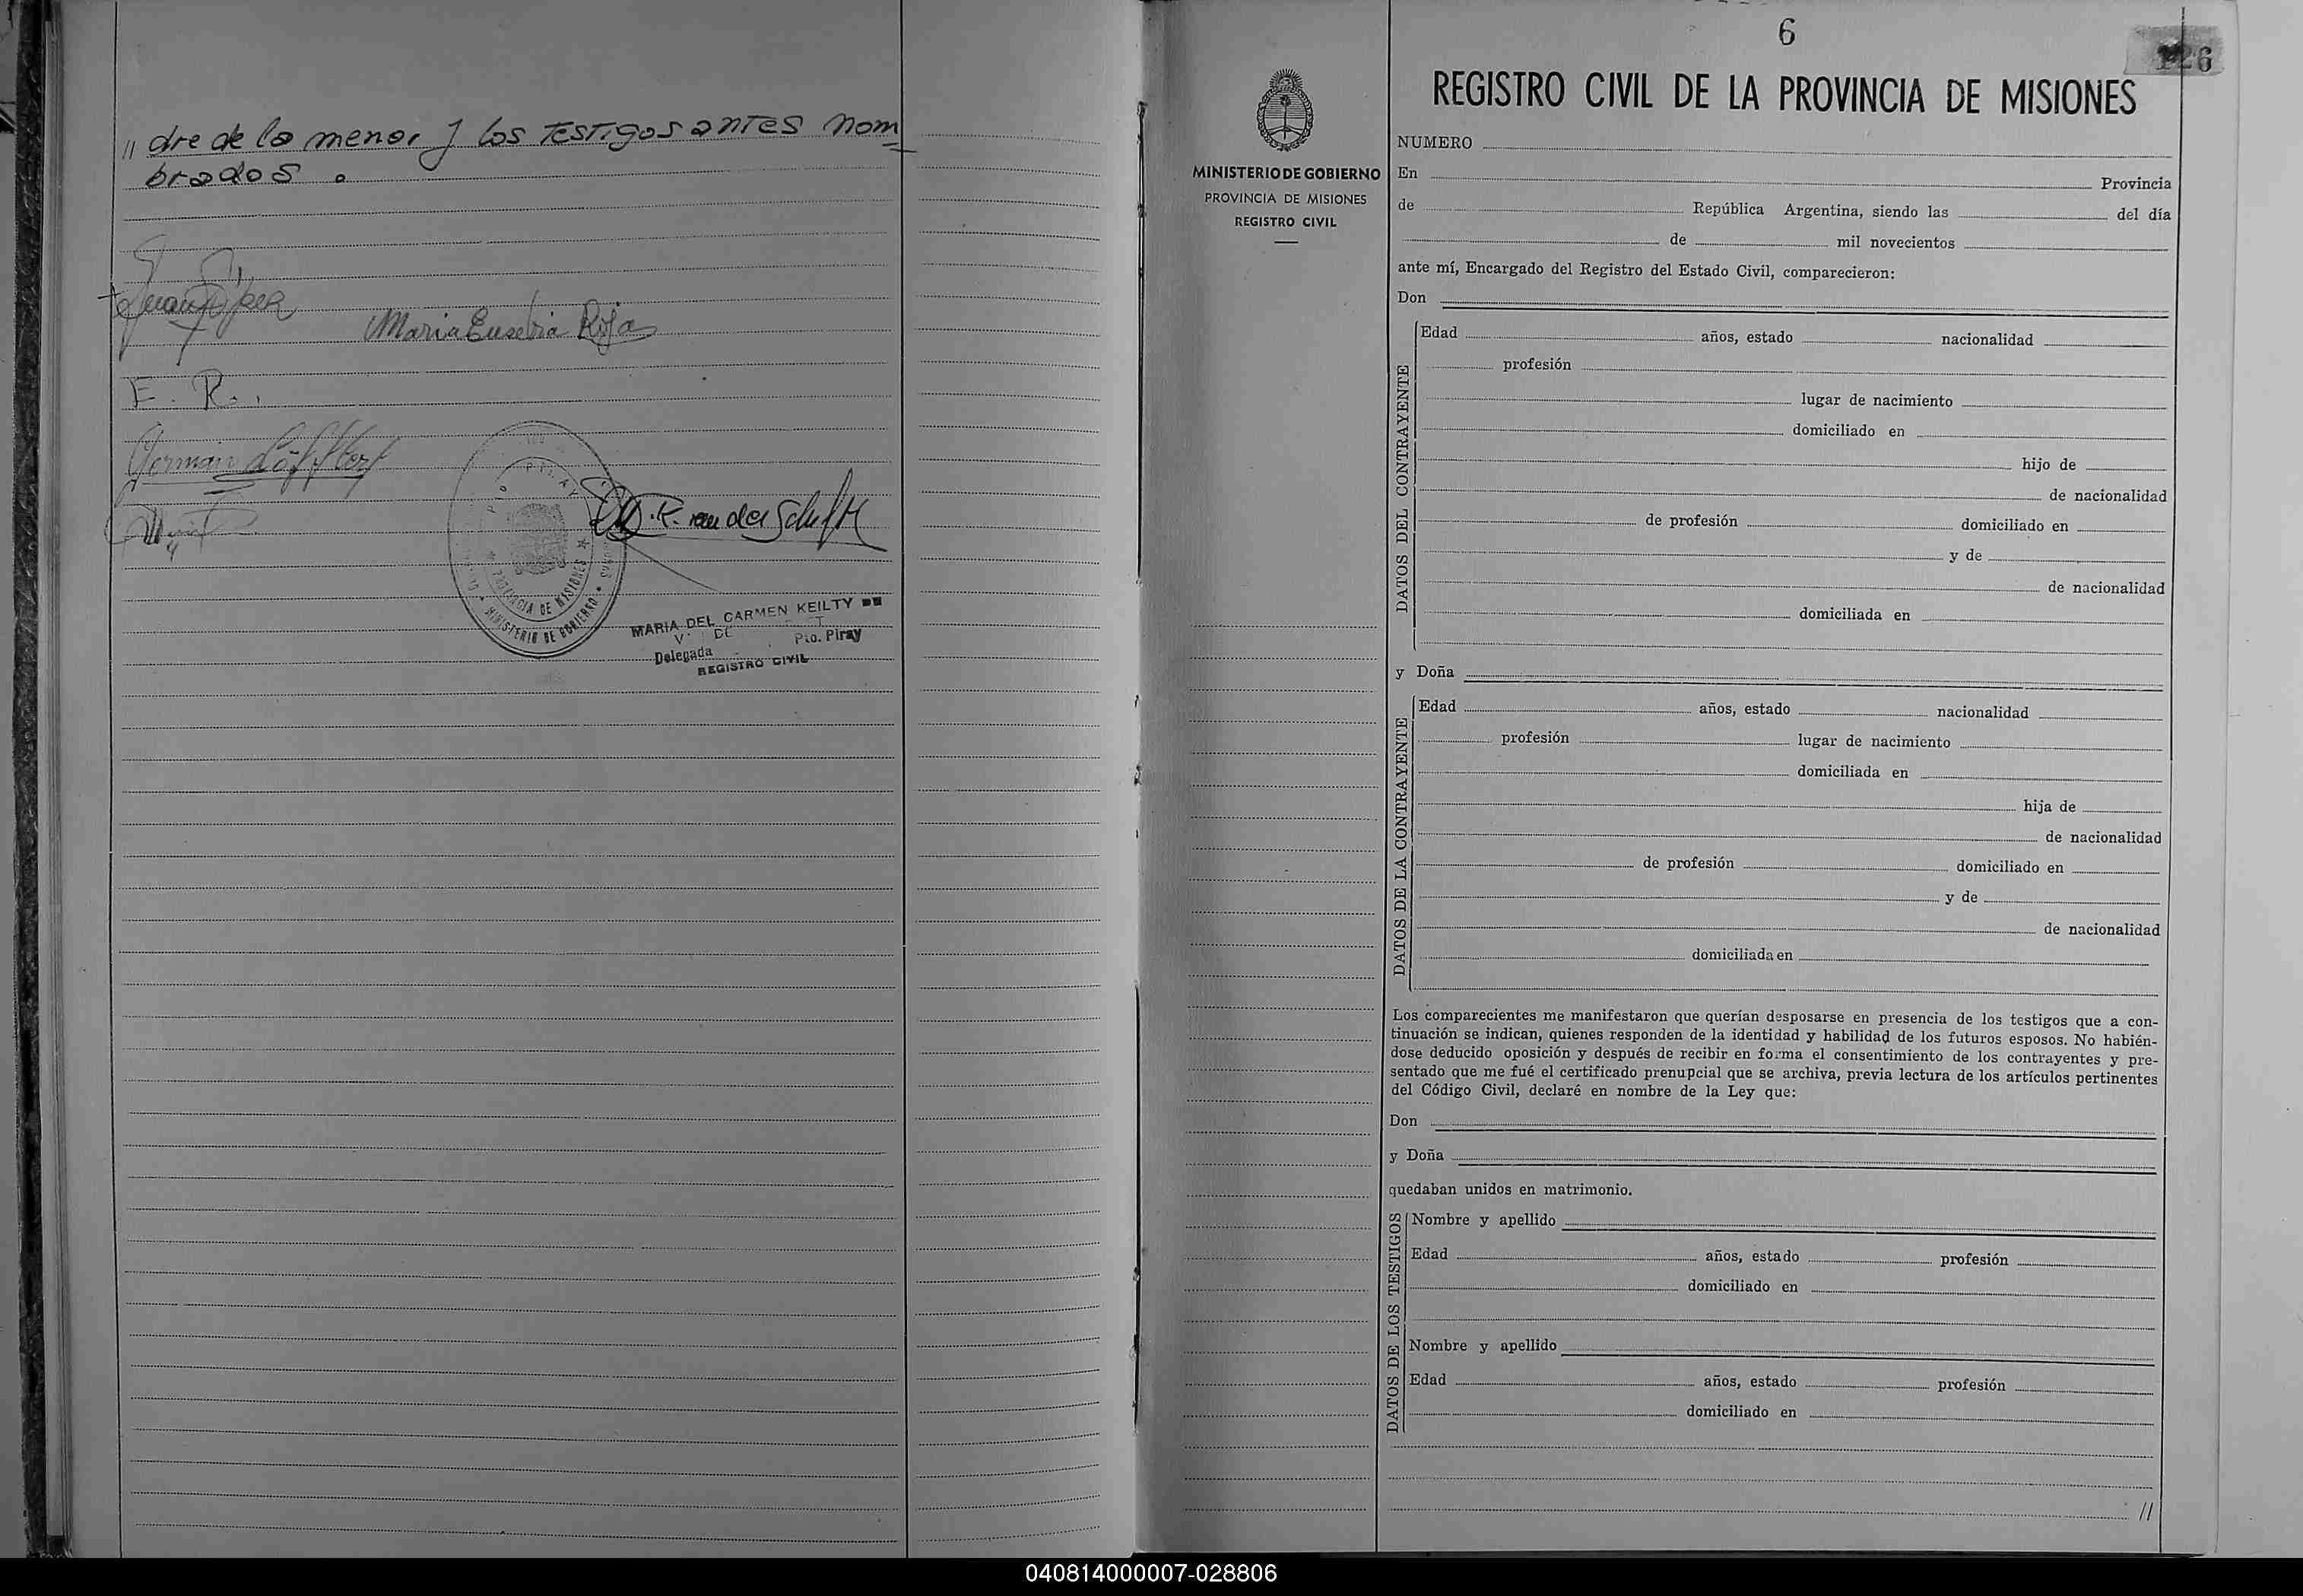 // dre de la menor y los testigos antes nom
brados .
Maria Eusebia Rojas
E. R.
German
MINISTERIO DE GOBIERNO
PROVINCIA DE MISIONES
MARIA DEL CARMEN KEILTY DE
Delegada Pto. Piray
REGISTRO CIVIL
6
126
REGISTRO CIVIL DE LA PROVINCIA DE MISIONES
MINISTERIO DE GOBIERNO
PROVINCIA DE MISIONES
REGISTRO CIVIL
NUMERO
En Provincia
de República Argentina, siendo las del día
de mil novecientos
ante mí, Encargado del Registro del Estado Civil, comparecieron:
Don
DATOS DEL CONTRAYENTE
Edad años, estado nacionalidad
profesión
lugar de nacimiento
domiciliado en
hijo de
de nacionalidad
de profesión domiciliado en
y de
de nacionalidad
domiciliada en
y Doña
DATOS DE LA CONTRAYENTE
Edad años, estado nacionalidad
profesión lugar de nacimiento
domiciliada en
hija de
de nacionalidad
de profesión domiciliado en
y de
de nacionalidad
domiciliada en
Los comparecientes me manifestaron que querían desposarse en presencia de los testigos que a con-
tinuación se indican, quienes responden de la identidad y habilidad de los futuros esposos. No habién-
dose deducido oposición y después de recibir en forma el consentimiento de los contrayentes y pre-
sentado que me fué el certificado prenupcial que se archiva, previa lectura de los artículos pertinentes
del Código Civil, declaré en nombre de la Ley que:
Don
y Doña
quedaban unidos en matrimonio.
DATOS DE LOS TESTIGOS
Nombre y apellido
Edad años, estado profesión
domiciliado en
Nombre y apellido
Edad años, estado profesión
domiciliado en
//
040814000007-028806